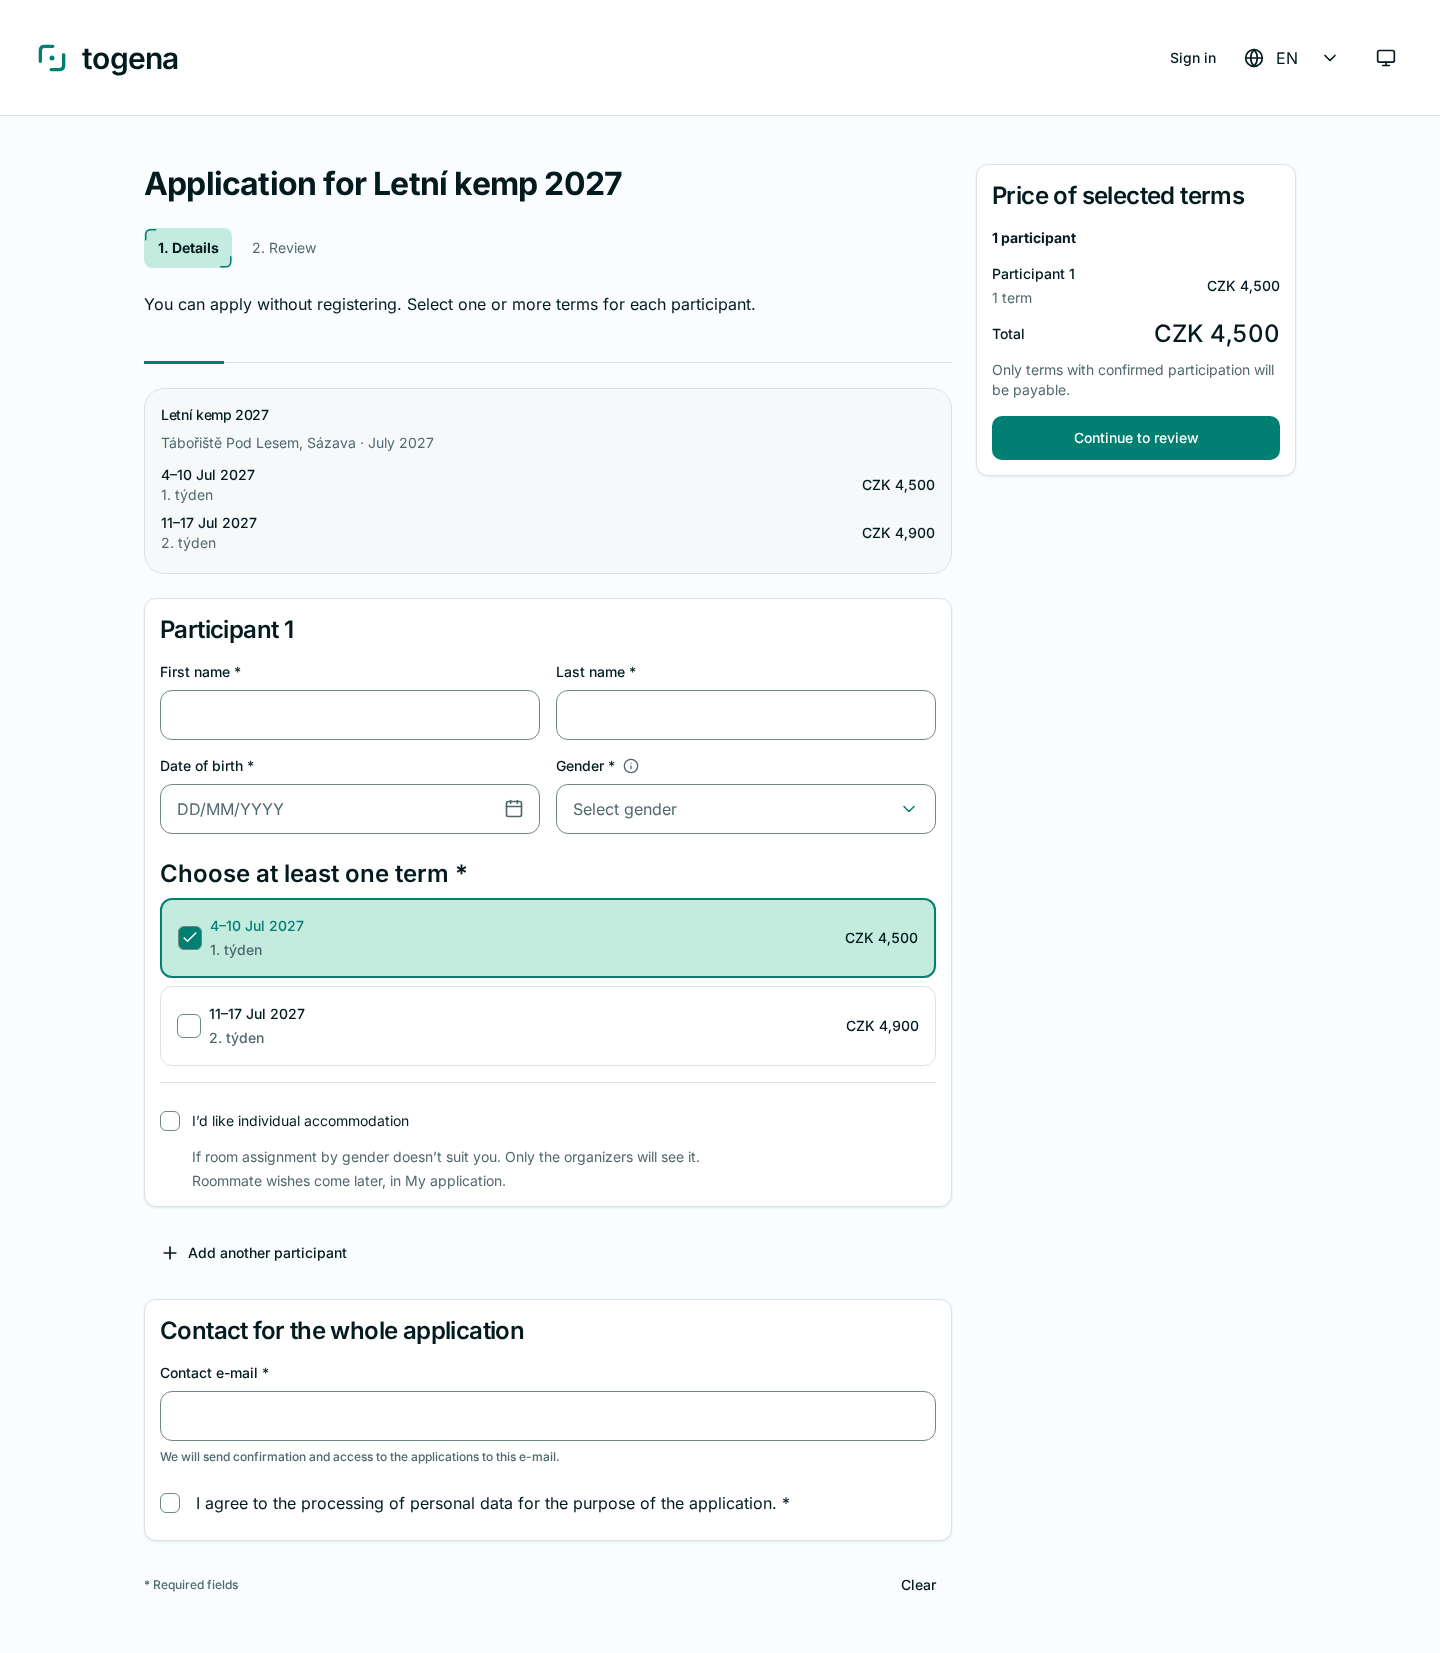 togena
Sign in
EN
Application for Letní kemp 2027
1. Details
2. Review
You can apply without registering. Select one or more terms for each participant.
Letní kemp 2027
Tábořiště Pod Lesem, Sázava · July 2027
4–10 Jul 2027
1. týden
CZK 4,500
11–17 Jul 2027
2. týden
CZK 4,900
Participant 1
First name *
Last name *
Date of birth *
Gender *
DD/MM/YYYY
Select gender
Choose at least one term *
4–10 Jul 2027
1. týden
CZK 4,500
11–17 Jul 2027
2. týden
CZK 4,900
I’d like individual accommodation
If room assignment by gender doesn’t suit you. Only the organizers will see it.
Roommate wishes come later, in My application.
Add another participant
Contact for the whole application
Contact e-mail *
We will send confirmation and access to the applications to this e-mail.
I agree to the processing of personal data for the purpose of the application. *
* Required fields
Clear
Price of selected terms
1 participant
Participant 1
1 term
CZK 4,500
Total
CZK 4,500
Only terms with confirmed participation will
be payable.
Continue to review